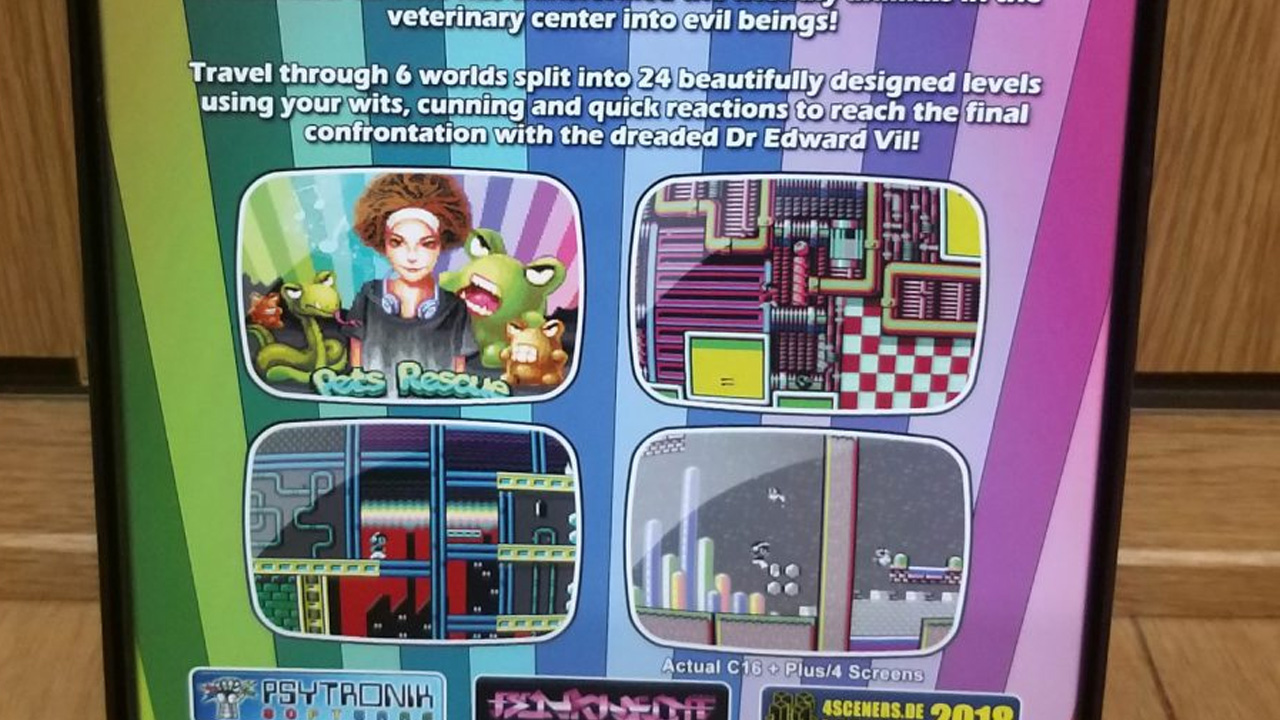 veterinary center into evil beings!
Travel through 6 worlds split into 24 beautifully designed levels
using your wits, cunning and quick reactions to reach the final
confrontation with the dreaded Dr Edward Vil!
Pets Rescue
Actual C16 + Plus/4 Screens
PSYTRONIK
SOFTWARE
4SCENERS.DE 2018